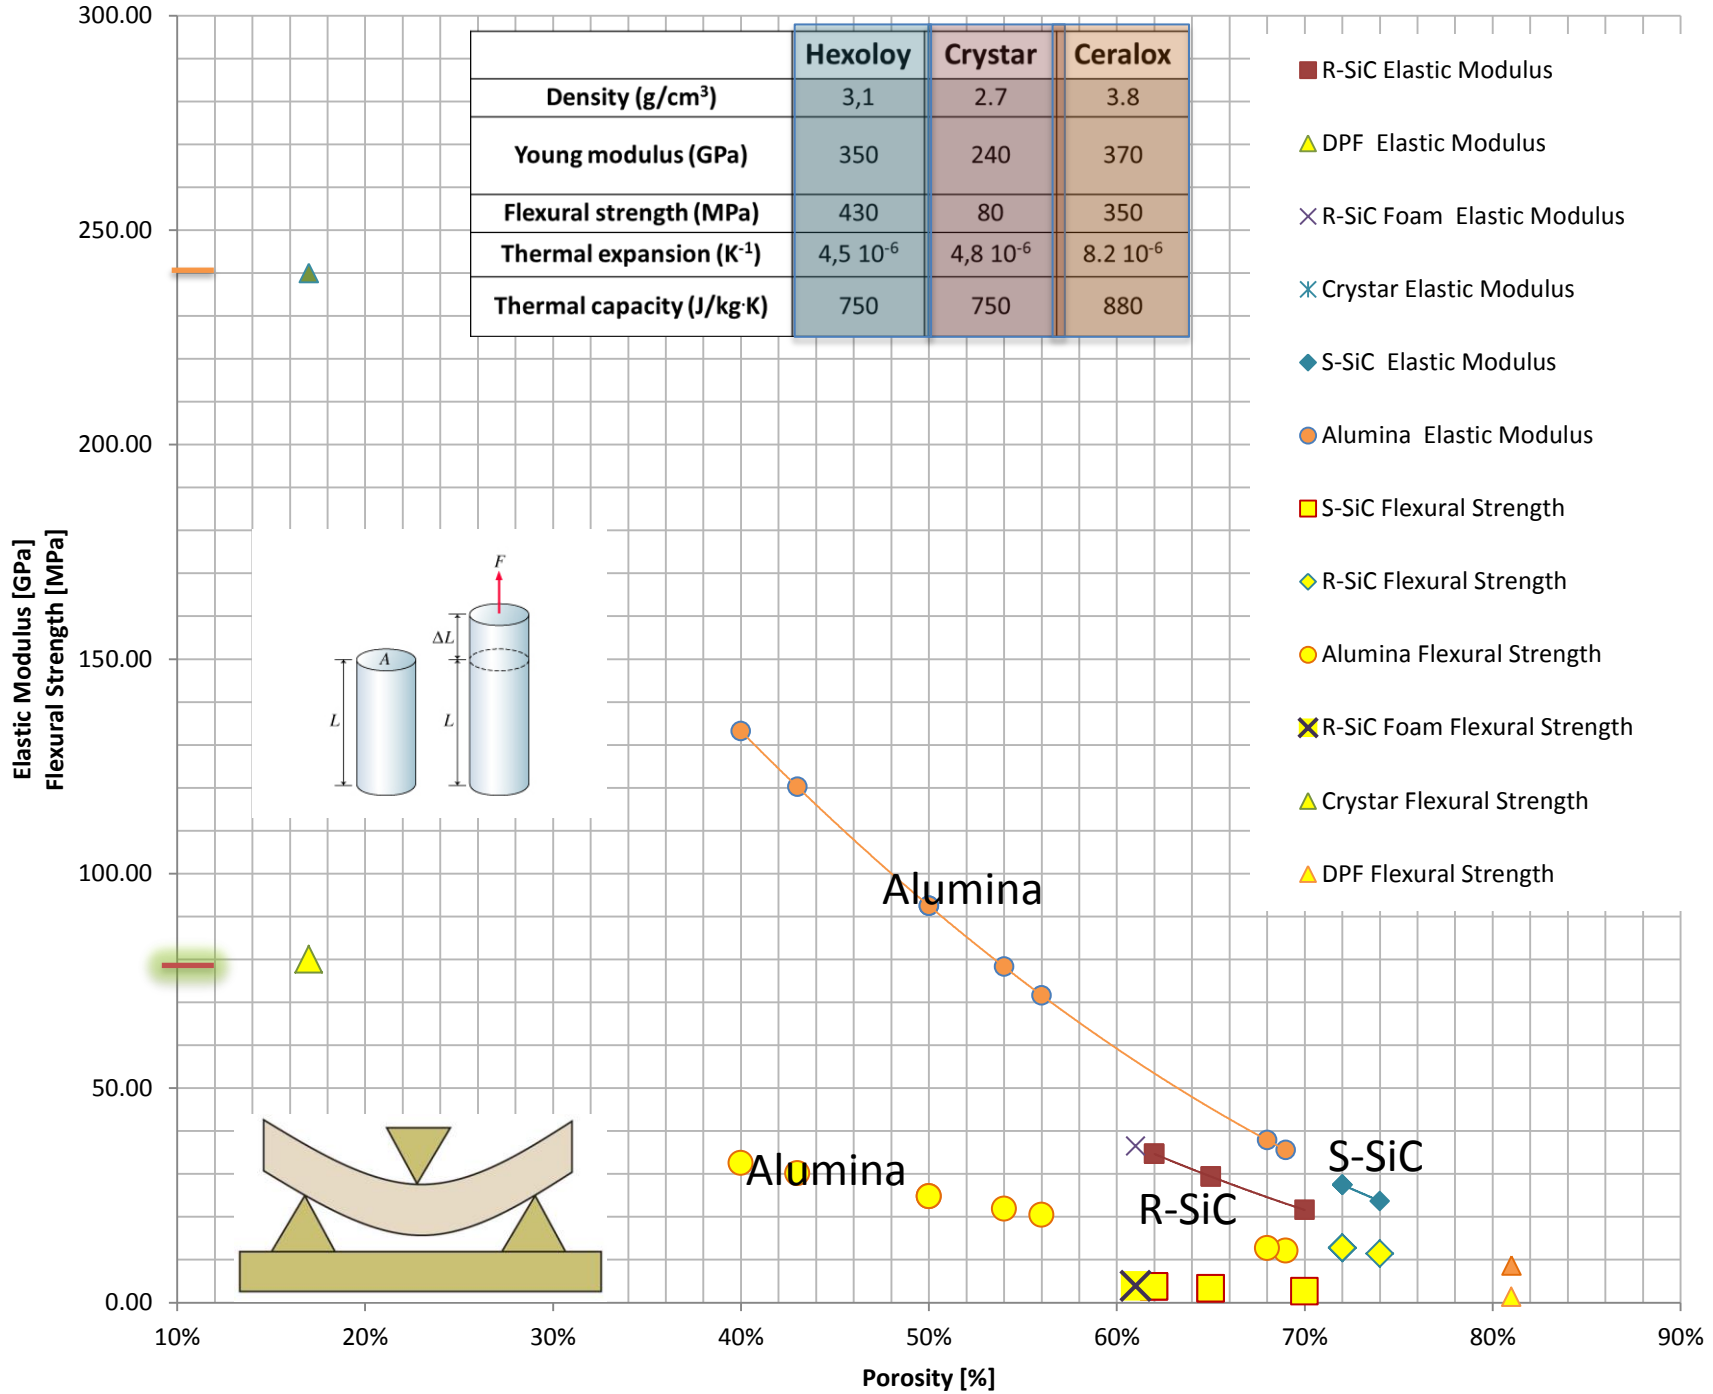 300.00
250.00
200.00
150.00
100.00
50.00
0.00
Elastic Modulus [GPa]
Flexural Strength [MPa]
Hexoloy Crystar Ceralox
Density (g/cm³) 3,1 2.7 3.8
Young modulus (GPa) 350 240 370
Flexural strength (MPa) 430 80 350
Thermal expansion (K⁻¹) 4,5 10⁻⁶ 4,8 10⁻⁶ 8.2 10⁻⁶
Thermal capacity (J/kg·K) 750 750 880
R-SiC Elastic Modulus
DPF Elastic Modulus
R-SiC Foam Elastic Modulus
Crystar Elastic Modulus
S-SiC Elastic Modulus
Alumina Elastic Modulus
S-SiC Flexural Strength
R-SiC Flexural Strength
Alumina Flexural Strength
R-SiC Foam Flexural Strength
Crystar Flexural Strength
DPF Flexural Strength
F
ΔL
A
L
L
Alumina
Alumina
S-SiC
R-SiC
10% 20% 30% 40% 50% 60% 70% 80% 90%
Porosity [%]